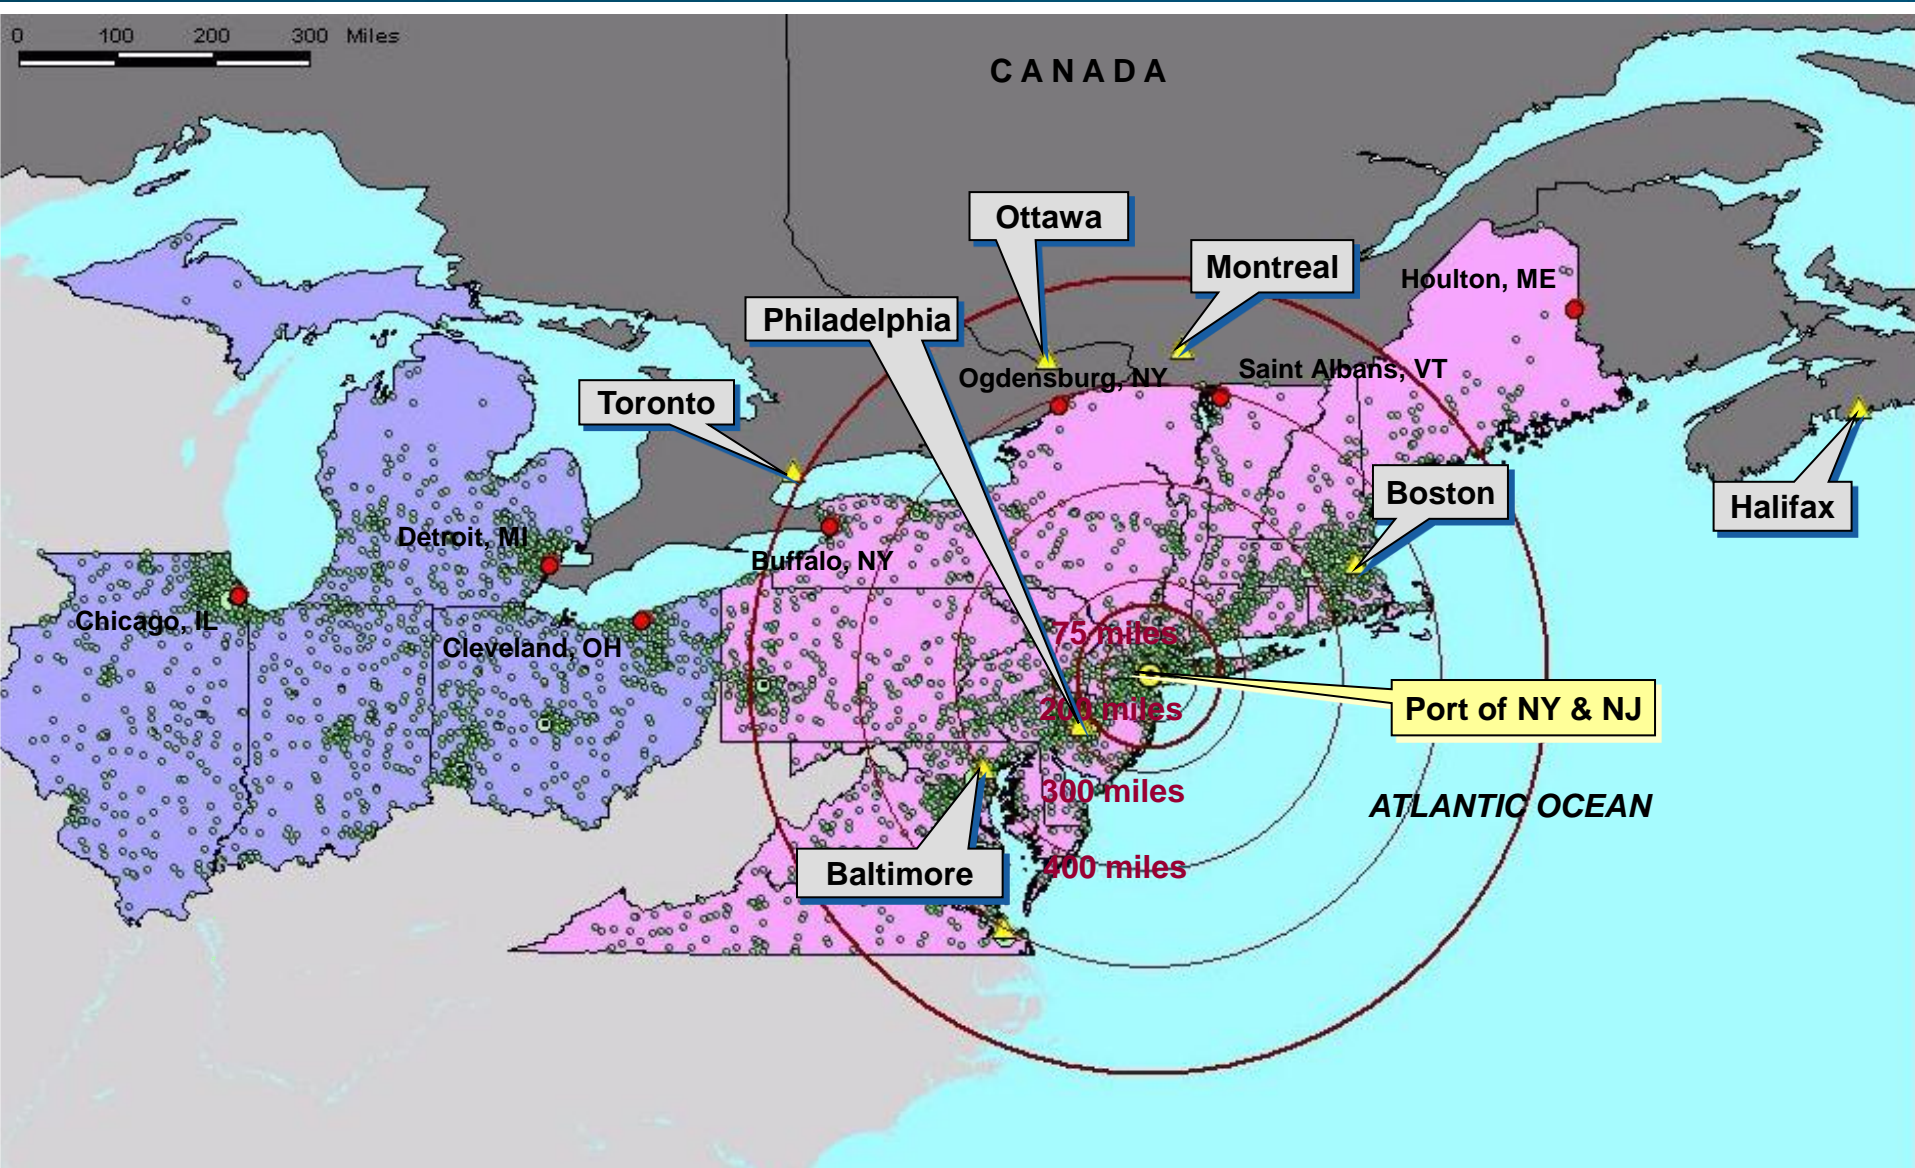 0 100 200 300 Miles
CANADA
Ottawa
Montreal
Houlton, ME
Philadelphia
Saint Albans, VT
Ogdensburg, NY
Toronto
Boston
Halifax
Detroit, MI
Buffalo, NY
Chicago, IL
Cleveland, OH
75 miles
200 miles
Port of NY & NJ
300 miles
ATLANTIC OCEAN
400 miles
Baltimore